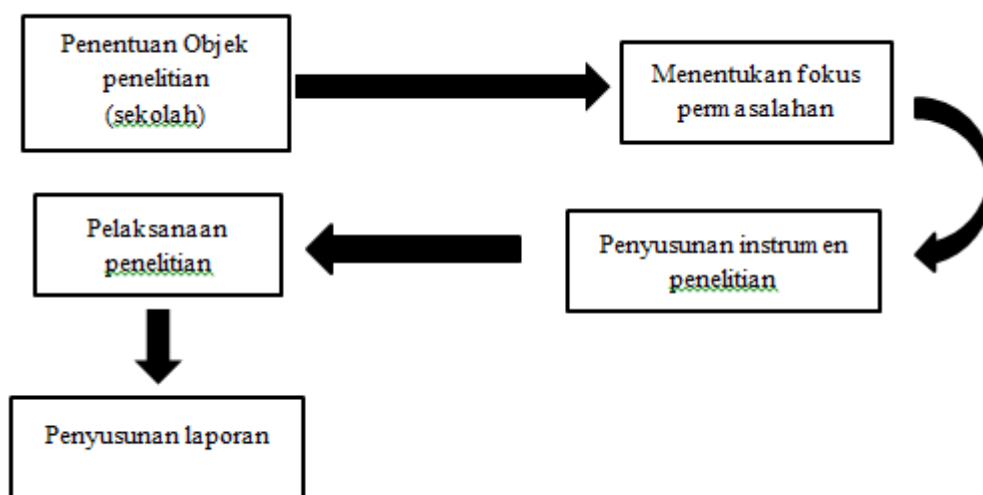 Penentuan Objek
penelitian
(sekolah)
Menentukan fokus
permasalahan
Penyusunan instrumen
penelitian
Pelaksanaan
penelitian
Penyusunan laporan